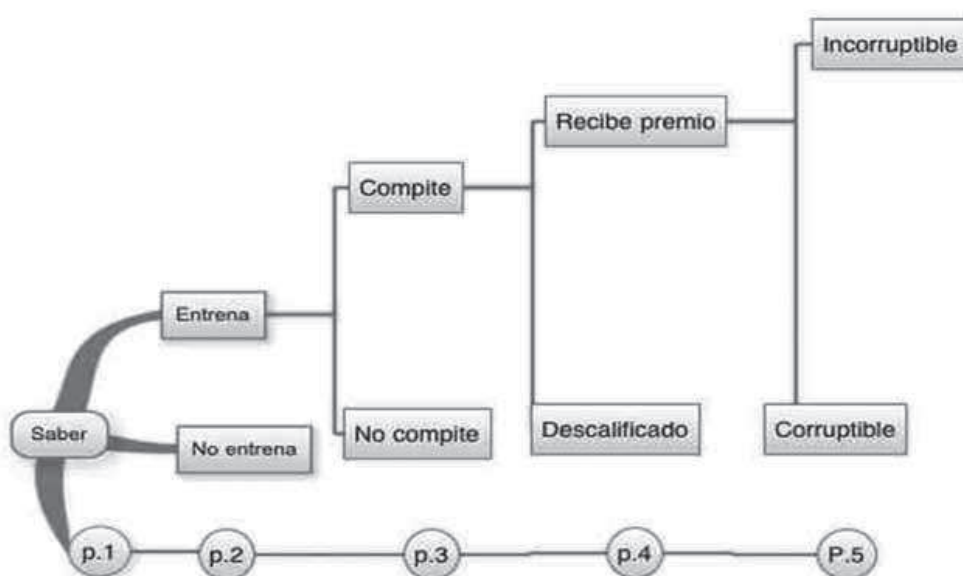 Incorruptible
Recibe premio
Compite
Entrena
Saber
No entrena
No compite
Descalificado
Corruptible
p.1
p.2
p.3
p.4
P.5